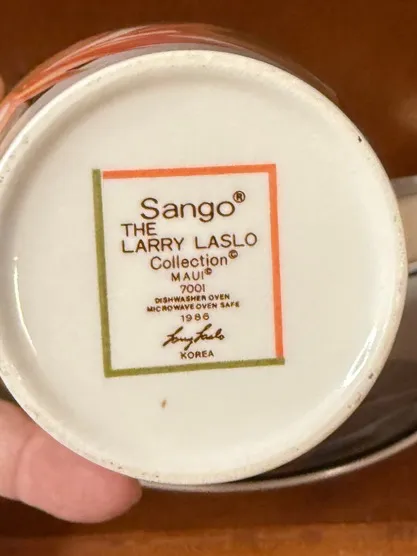 Sango®
THE
LARRY LASLO
Collection©
MAUI©
7001
DISHWASHER OVEN
MICROWAVE OVEN SAFE
1986
Larry Laslo
KOREA